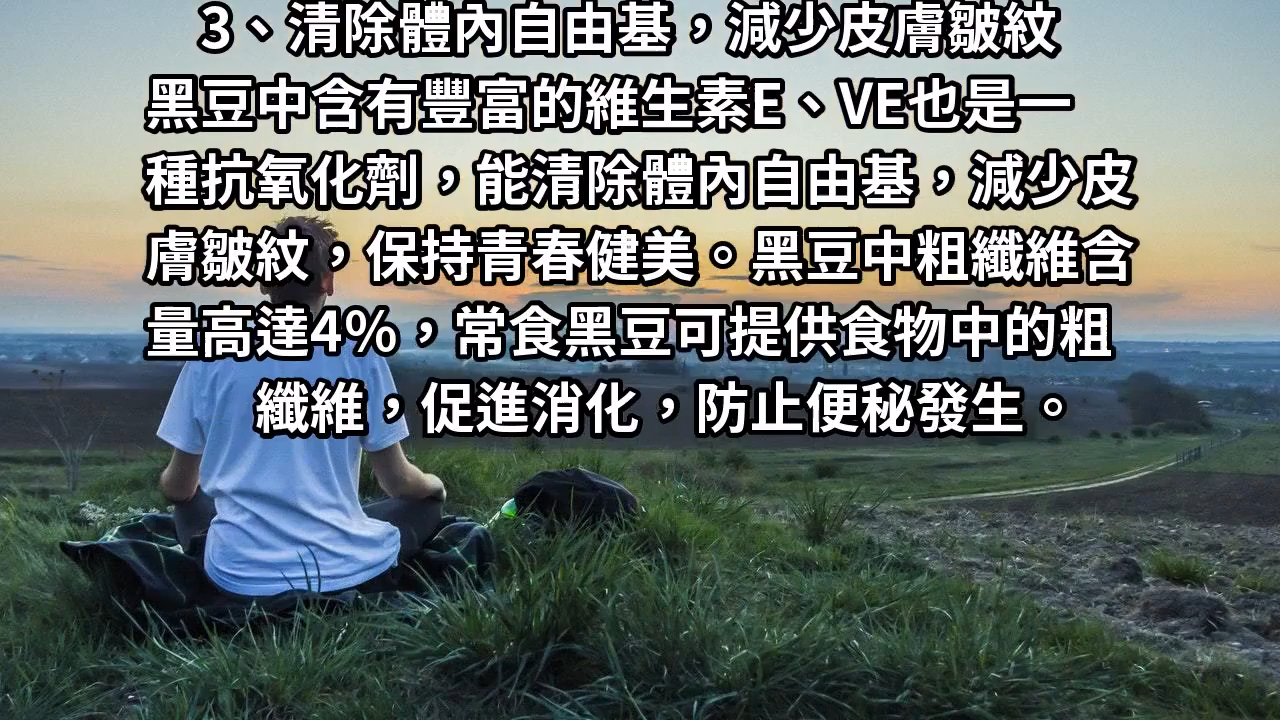 3、清除體內自由基，減少皮膚皺紋
黑豆中含有豐富的維生素E、VE也是一
種抗氧化劑，能清除體內自由基，減少皮
膚皺紋，保持青春健美。黑豆中粗纖維含
量高達4%，常食黑豆可提供食物中的粗
纖維，促進消化，防止便秘發生。